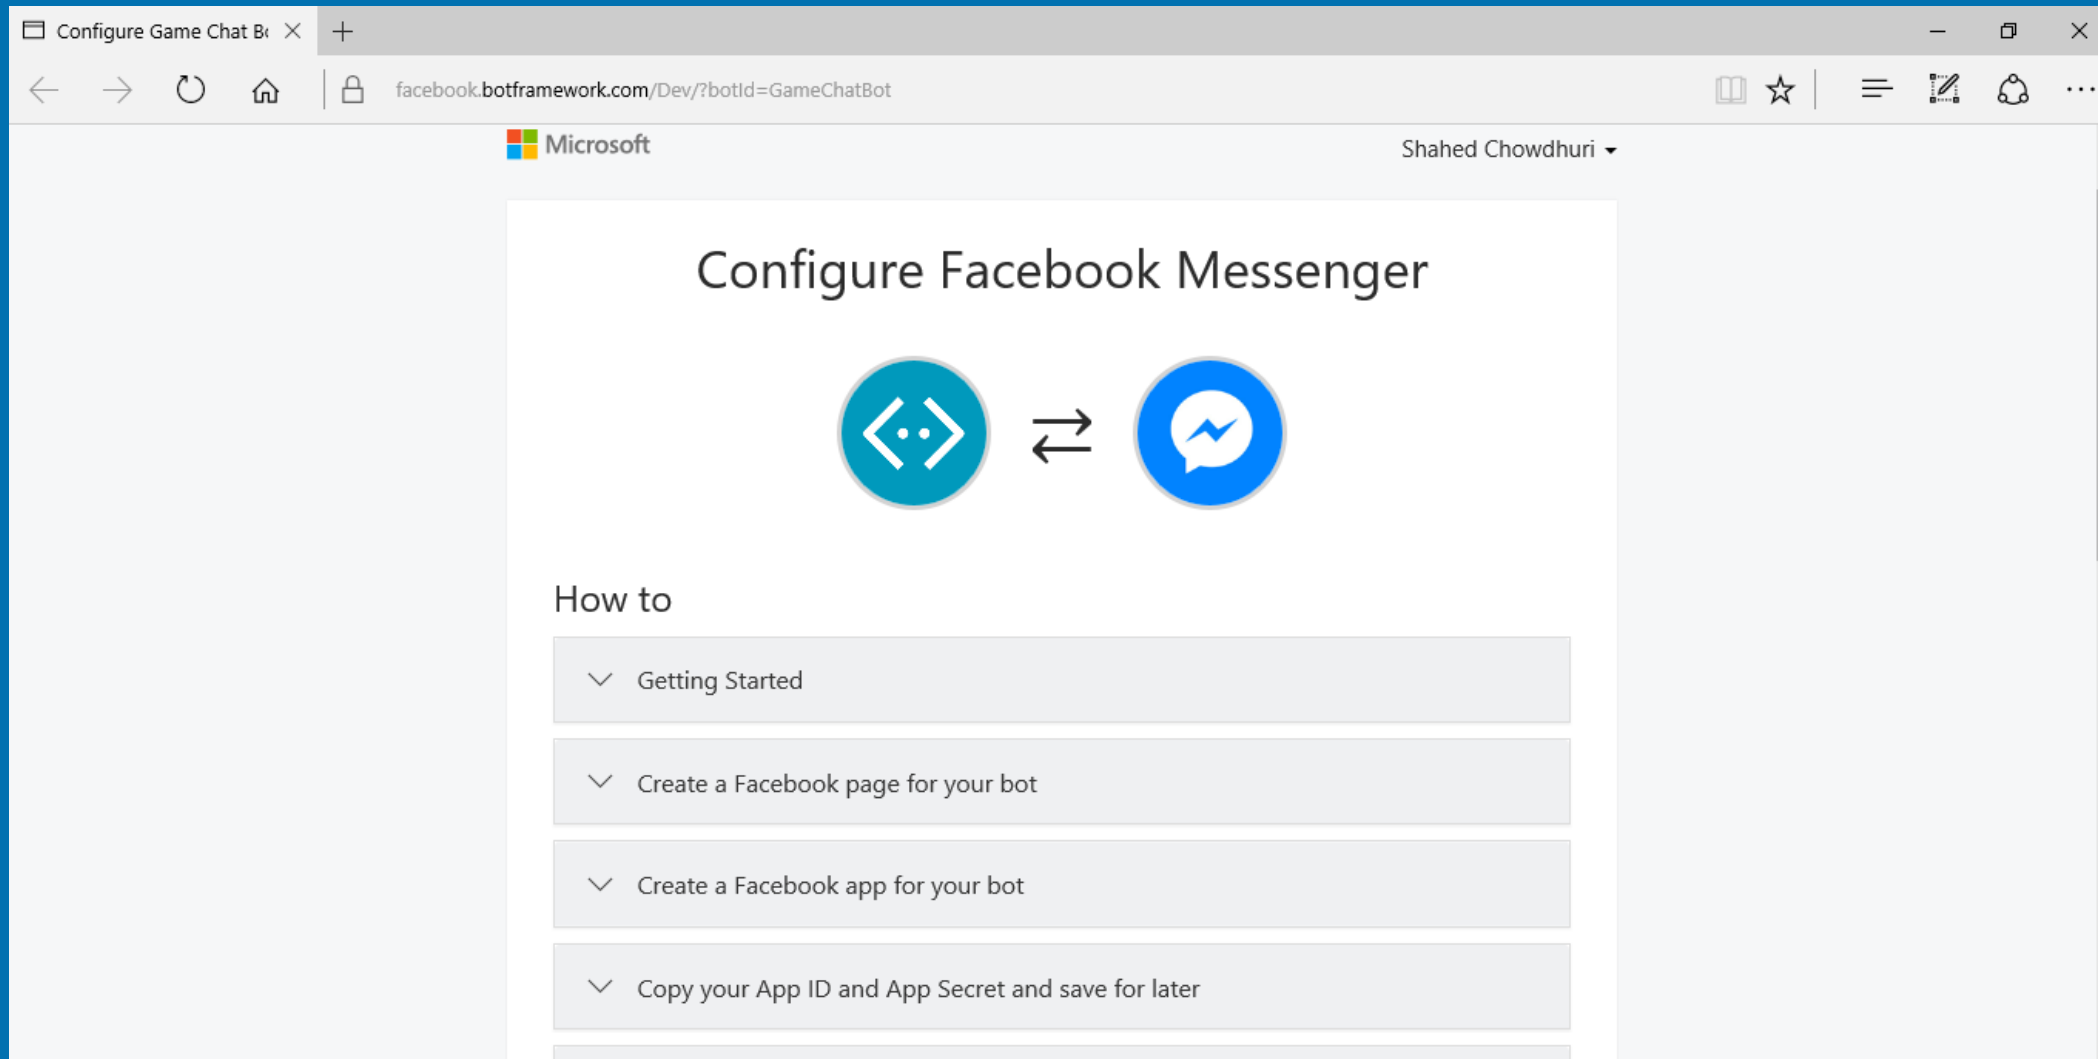 Configure Game Chat Bo
facebook.botframework.com/Dev/?botId=GameChatBot
Microsoft
Shahed Chowdhuri
Configure Facebook Messenger
How to
Getting Started
Create a Facebook page for your bot
Create a Facebook app for your bot
Copy your App ID and App Secret and save for later